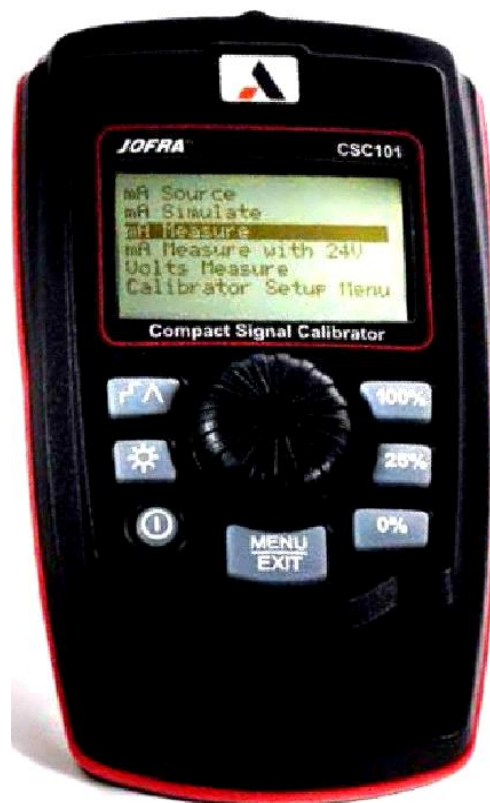 JOFRA
CSC101
mA Source
mA Simulate
mA Measure
mA Measure with 24V
Volts Measure
Calibrator Setup Menu
Compact Signal Calibrator
100%
25%
0%
MENU
EXIT